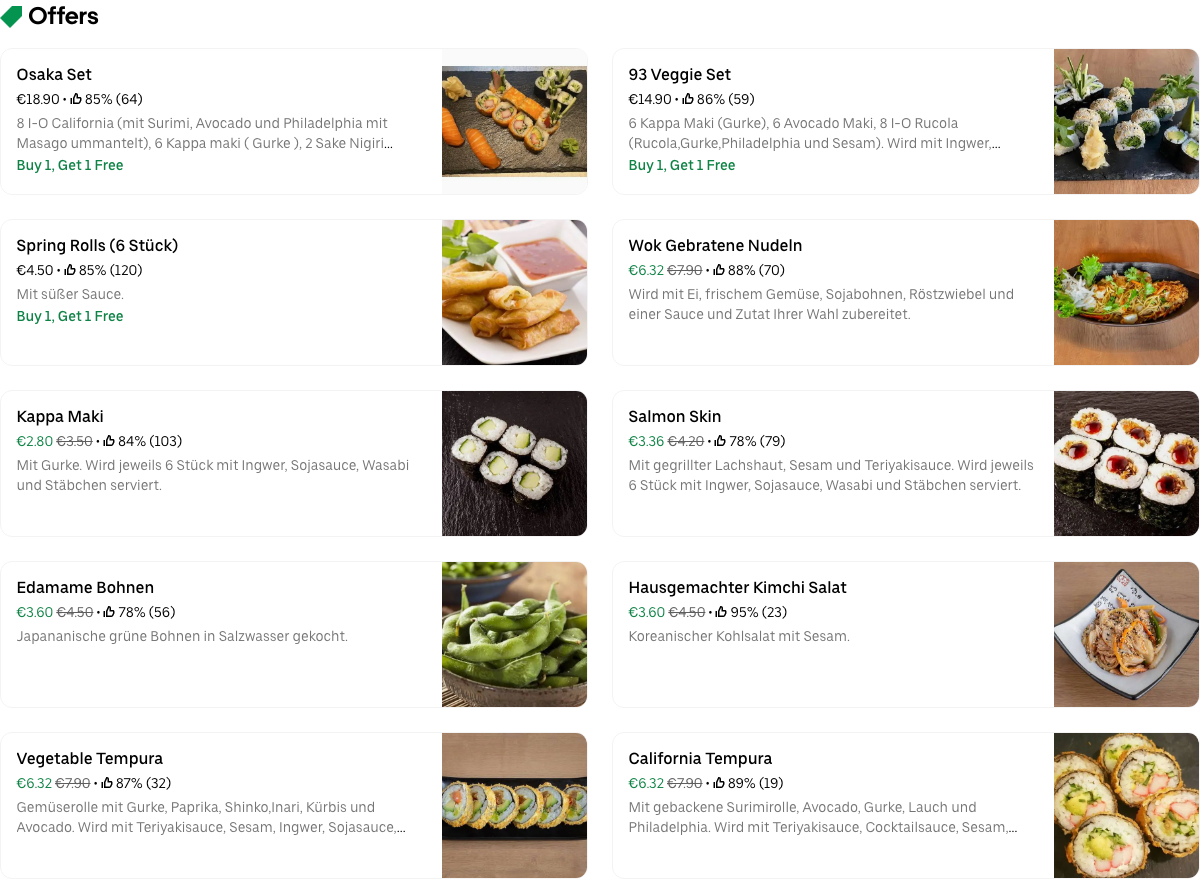 Offers
Osaka Set
€18.90 • 85% (64)
8 I-O California (mit Surimi, Avocado und Philadelphia mit
Masago ummantelt), 6 Kappa maki ( Gurke ), 2 Sake Nigiri...
Buy 1, Get 1 Free
93 Veggie Set
€14.90 • 86% (59)
6 Kappa Maki (Gurke), 6 Avocado Maki, 8 I-O Rucola
(Rucola,Gurke,Philadelphia und Sesam). Wird mit Ingwer,...
Buy 1, Get 1 Free
Spring Rolls (6 Stück)
€4.50 • 85% (120)
Mit süßer Sauce.
Buy 1, Get 1 Free
Wok Gebratene Nudeln
€6.32 €7.90 • 88% (70)
Wird mit Ei, frischem Gemüse, Sojabohnen, Röstzwiebel und
einer Sauce und Zutat Ihrer Wahl zubereitet.
Kappa Maki
€2.80 €3.50 • 84% (103)
Mit Gurke. Wird jeweils 6 Stück mit Ingwer, Sojasauce, Wasabi
und Stäbchen serviert.
Salmon Skin
€3.36 €4.20 • 78% (79)
Mit gegrillter Lachshaut, Sesam und Teriyakisauce. Wird jeweils
6 Stück mit Ingwer, Sojasauce, Wasabi und Stäbchen serviert.
Edamame Bohnen
€3.60 €4.50 • 78% (56)
Japananische grüne Bohnen in Salzwasser gekocht.
Hausgemachter Kimchi Salat
€3.60 €4.50 • 95% (23)
Koreanischer Kohlsalat mit Sesam.
Vegetable Tempura
€6.32 €7.90 • 87% (32)
Gemüserolle mit Gurke, Paprika, Shinko,Inari, Kürbis und
Avocado. Wird mit Teriyakisauce, Sesam, Ingwer, Sojasauce,...
California Tempura
€6.32 €7.90 • 89% (19)
Mit gebackene Surimirolle, Avocado, Gurke, Lauch und
Philadelphia. Wird mit Teriyakisauce, Cocktailsauce, Sesam,...